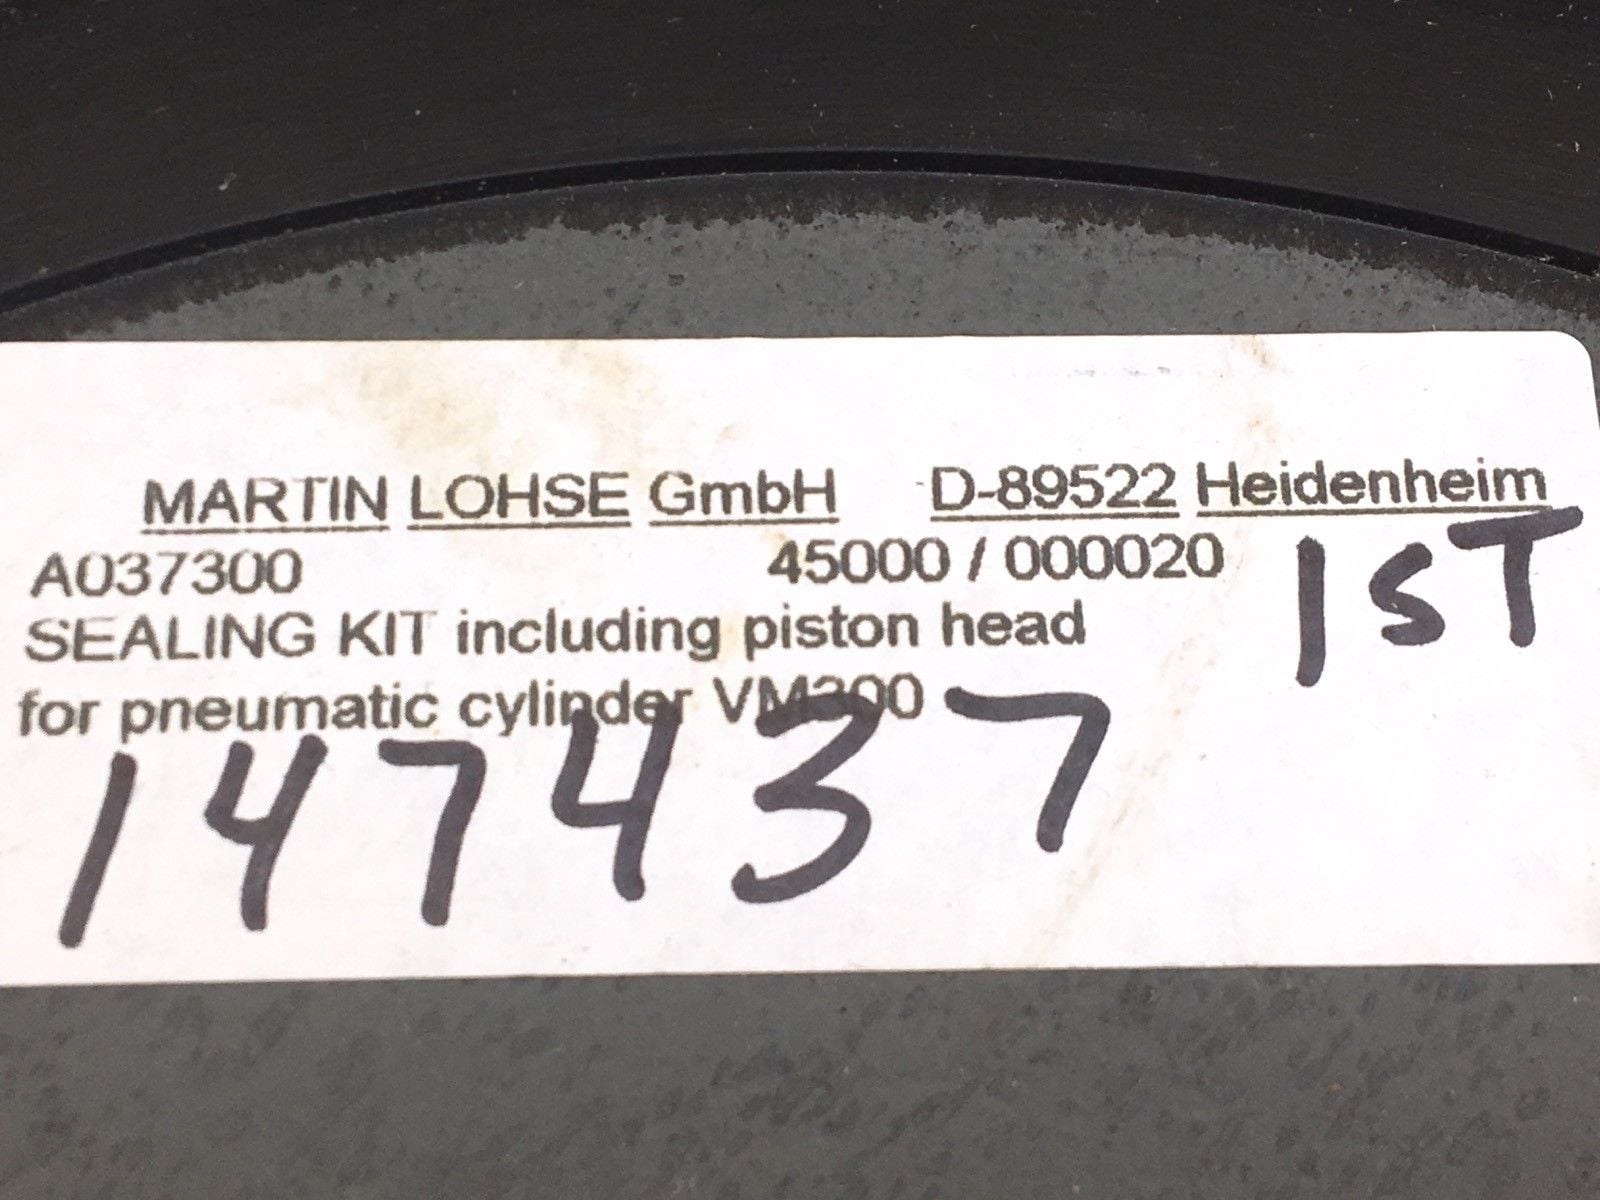 MARTIN LOHSE GmbH D-89522 Heidenheim
A037300 45000 / 000020 1ST
SEALING KIT including piston head
for pneumatic cylinder VM300
147437